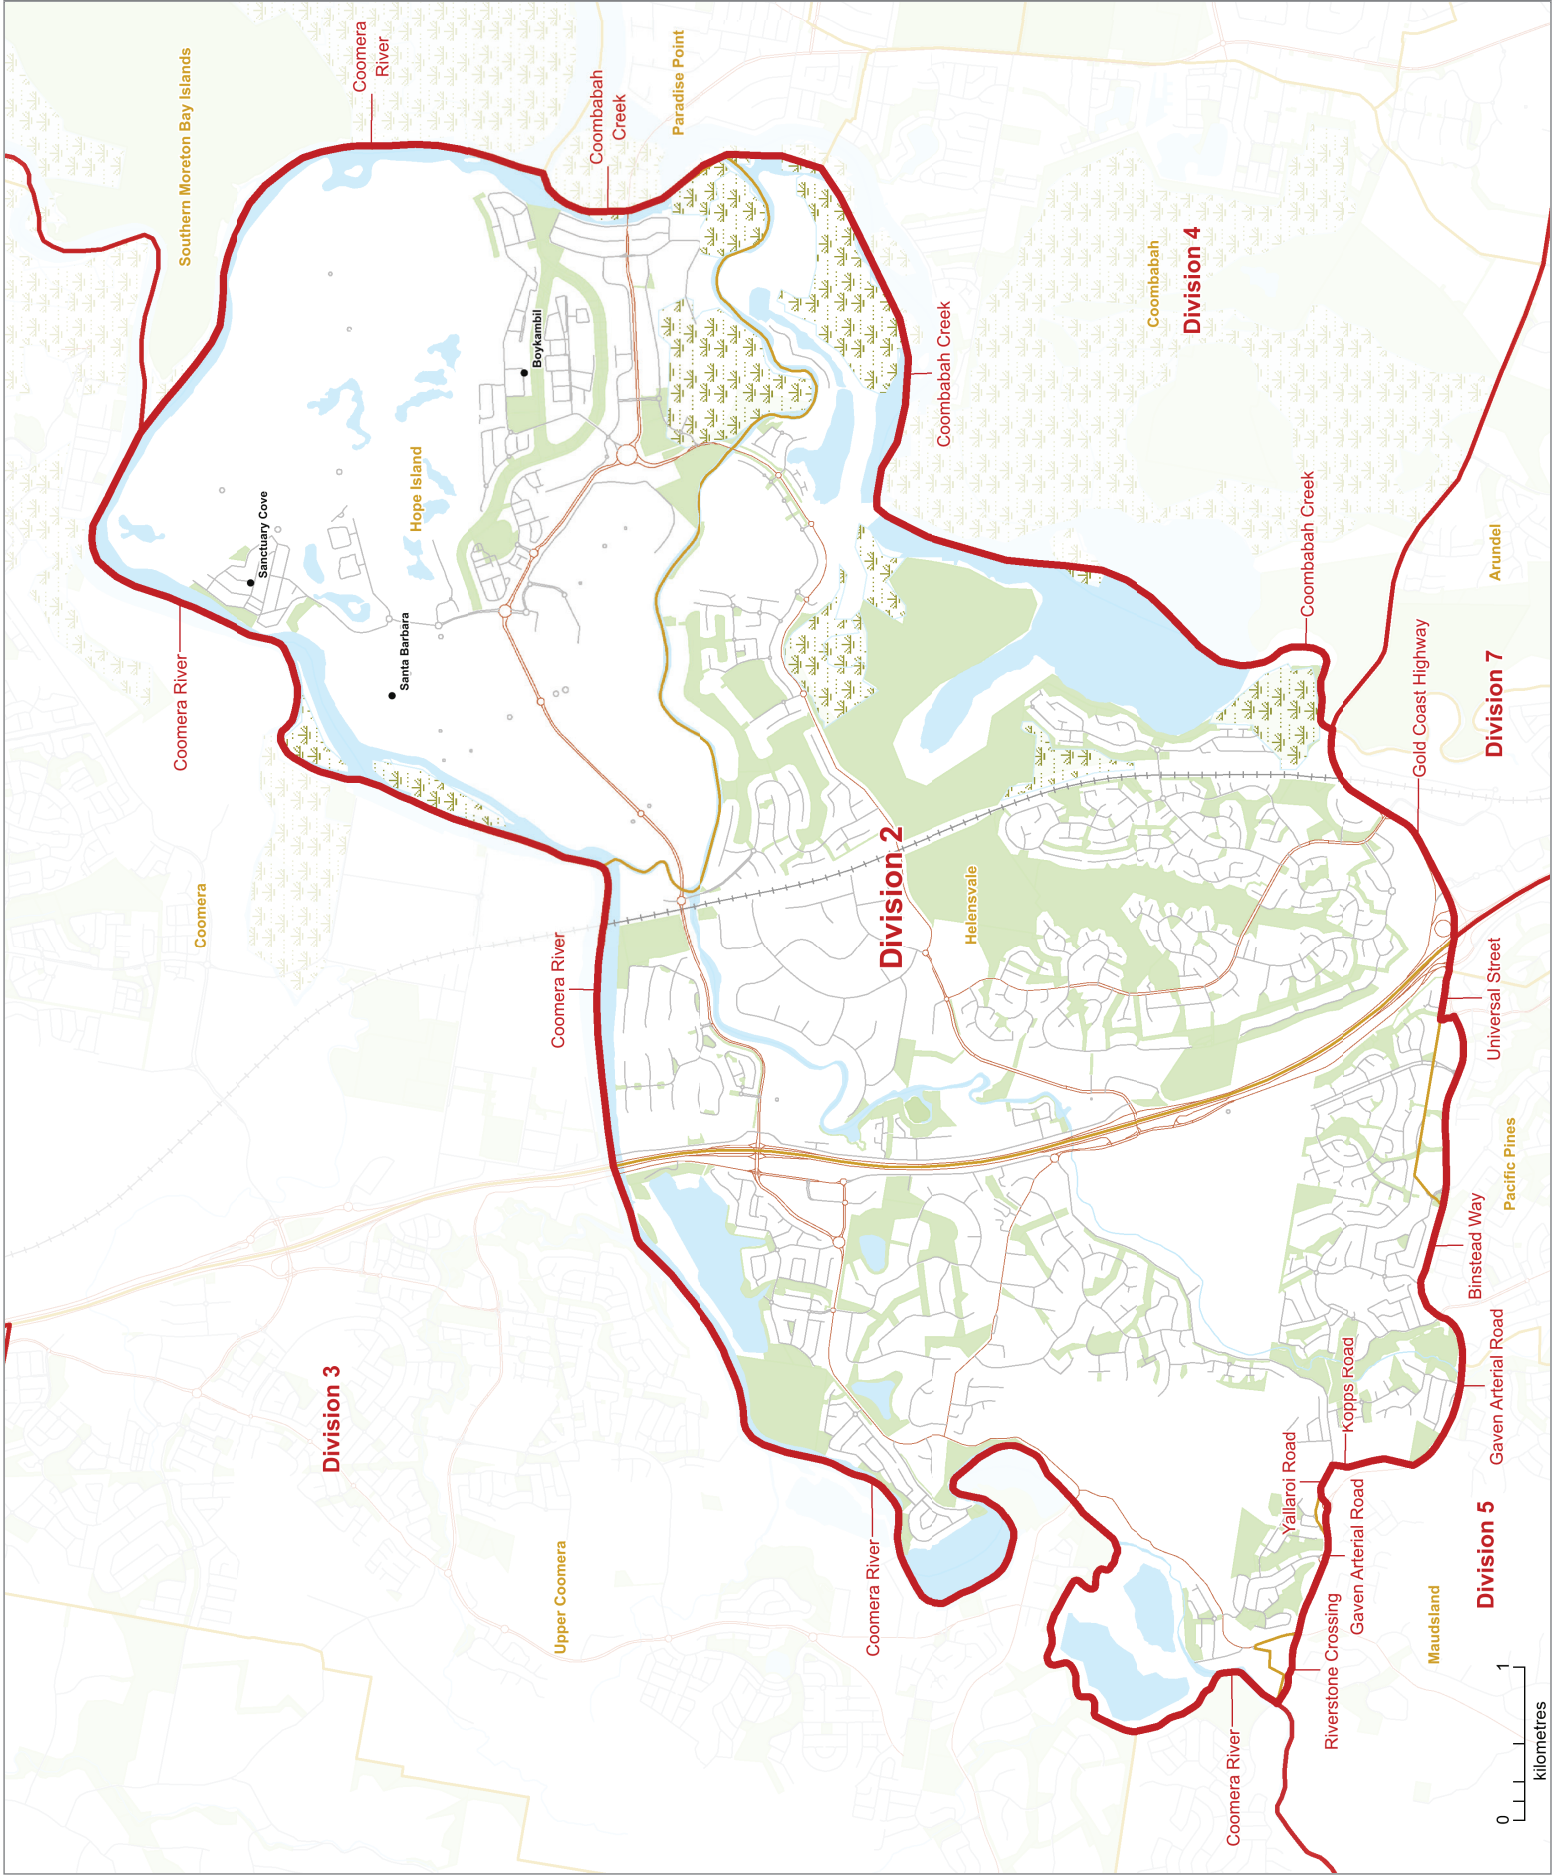 Southern Moreton Bay Islands
Coomera
River
Coombabah
Creek
Paradise Point
Boykambil
Hope Island
Sanctuary Cove
Santa Barbara
Coomera River
Coombabah Creek
Coombabah
Division 4
Coombabah Creek
Arundel
Gold Coast Highway
Division 7
Coomera
Coomera River
Division 2
Helensvale
Universal Street
Pacific Pines
Binstead Way
Gaven Arterial Road
Kopps Road
Yallaroi Road
Gaven Arterial Road
Division 5
Division 3
Upper Coomera
Coomera River
Maudsland
Riverstone Crossing
Coomera River
0
1
kilometres